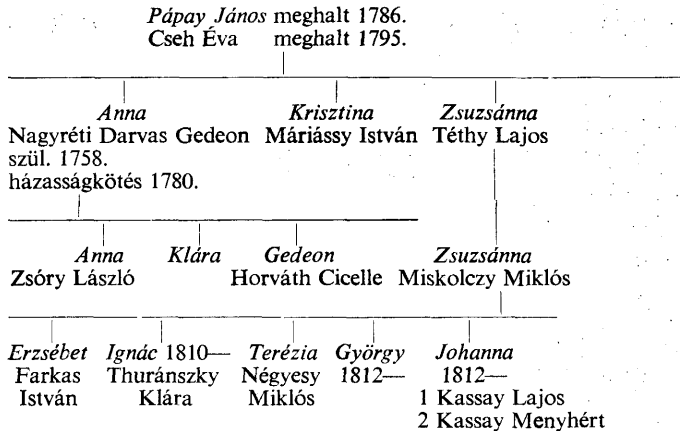 Pápay János meghalt 1786.
Cseh Éva meghalt 1795.
Anna Krisztina Zsuzsánna
Nagyréti Darvas Gedeon Máriássy István Téthy Lajos
szül. 1758.
házasságkötés 1780.
Anna Klára Gedeon Zsuzsánna
Zsóry László Horváth Cicelle Miskolczy Miklós
Erzsébet Ignác 1810— Terézia György Johanna
Farkas Thuránszky Négyesy 1812— 1812—
István Klára Miklós 1 Kassay Lajos
2 Kassay Menyhért